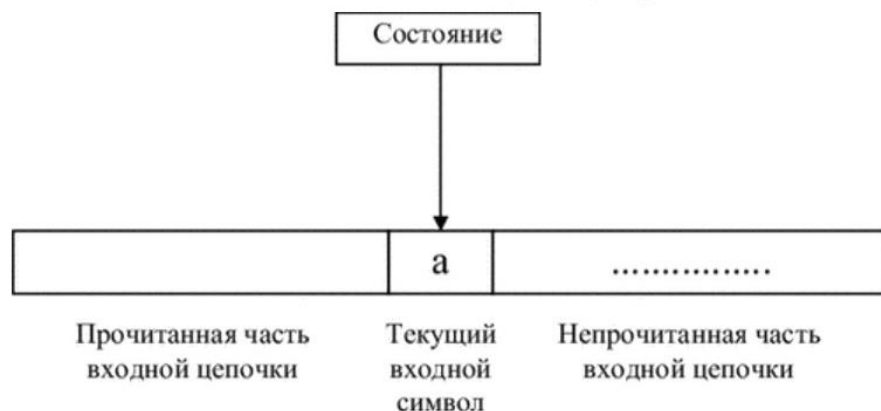 Состояние
а
................
Прочитанная часть
входной цепочки
Текущий
входной
символ
Непрочитанная часть
входной цепочки